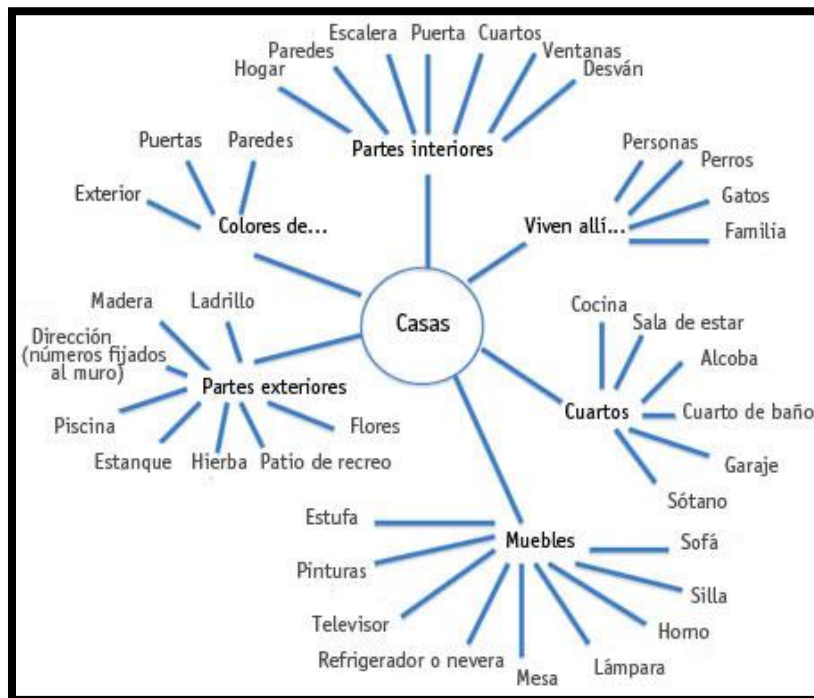 Escalera
Puerta
Cuartos
Paredes
Ventanas
Hogar
Desván
Partes interiores
Puertas
Paredes
Exterior
Colores de...
Personas
Perros
Gatos
Familia
Viven allí...
Casas
Madera
Ladrillo
Dirección
(números fijados
al muro)
Partes exteriores
Piscina
Estanque
Hierba
Patio de recreo
Flores
Cocina
Sala de estar
Alcoba
Cuartos
Cuarto de baño
Garaje
Sótano
Muebles
Estufa
Pinturas
Televisor
Refrigerador o nevera
Mesa
Lámpara
Horno
Silla
Sofá